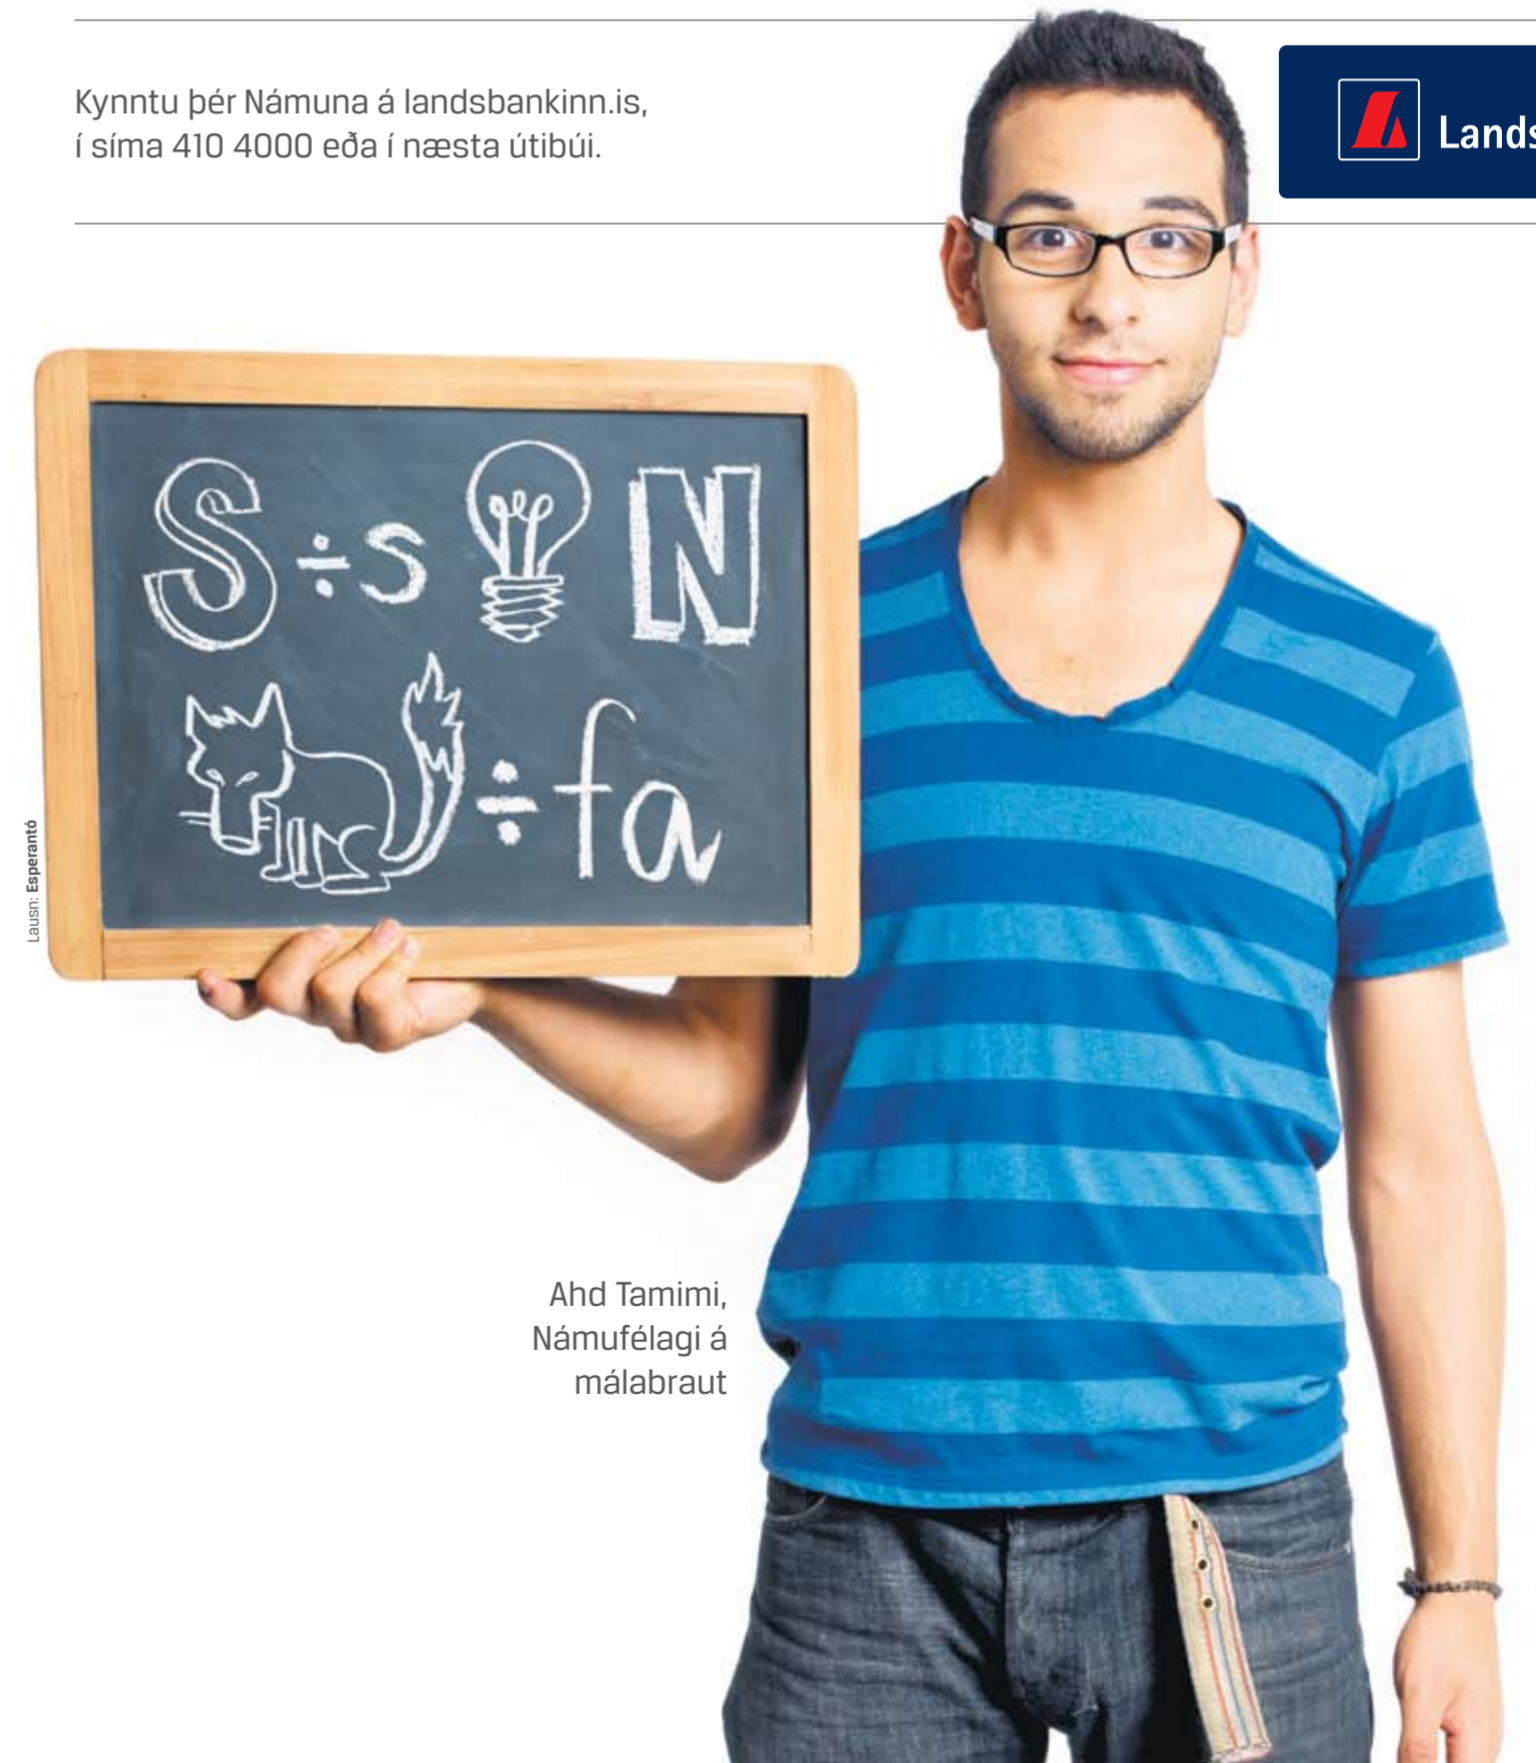 Kynntu þér Námuna á landsbankinn.is,
í síma 410 4000 eða í næsta útibúi.
Lands
S ÷s N
÷fa
Lausn: Esperantó
Ahd Tamimi,
Námufélagi á
málabraut